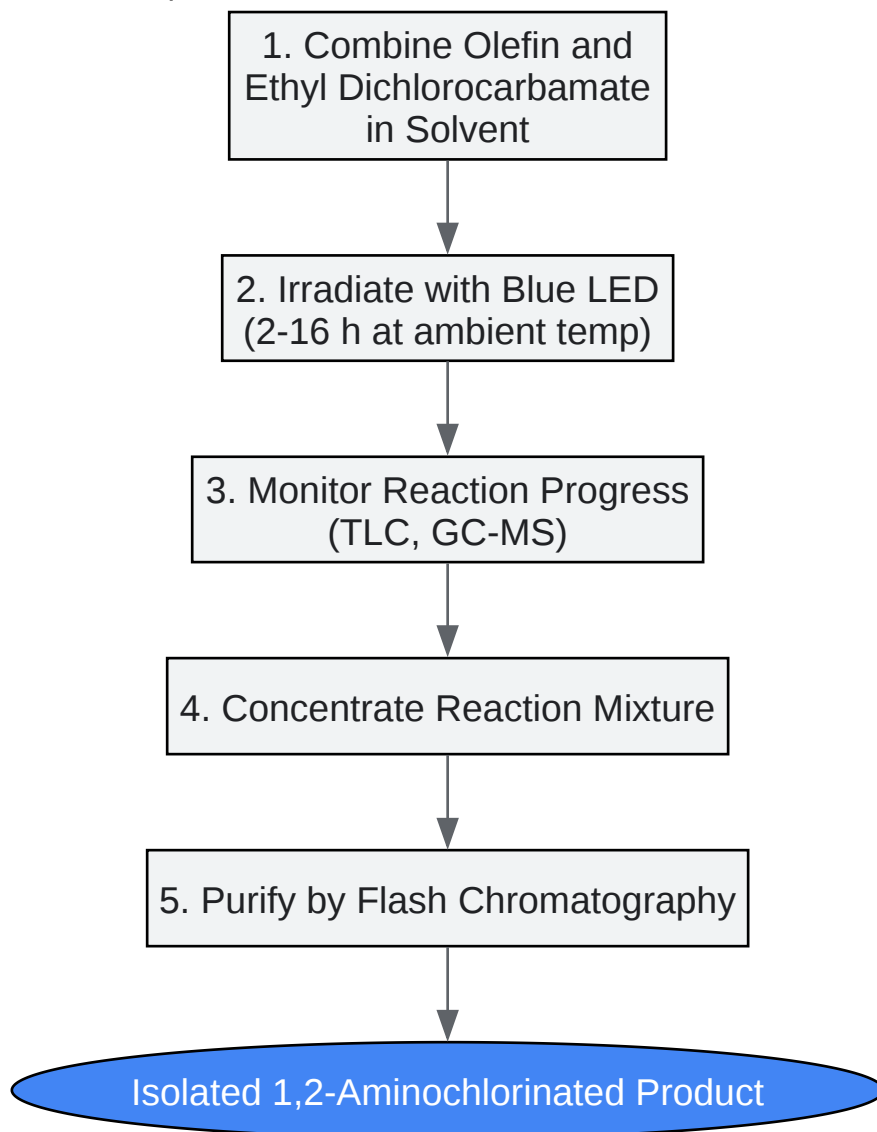 1. Combine Olefin and
Ethyl Dichlorocarbamate
in Solvent
2. Irradiate with Blue LED
(2-16 h at ambient temp)
3. Monitor Reaction Progress
(TLC, GC-MS)
4. Concentrate Reaction Mixture
5. Purify by Flash Chromatography
Isolated 1,2-Aminochlorinated Product